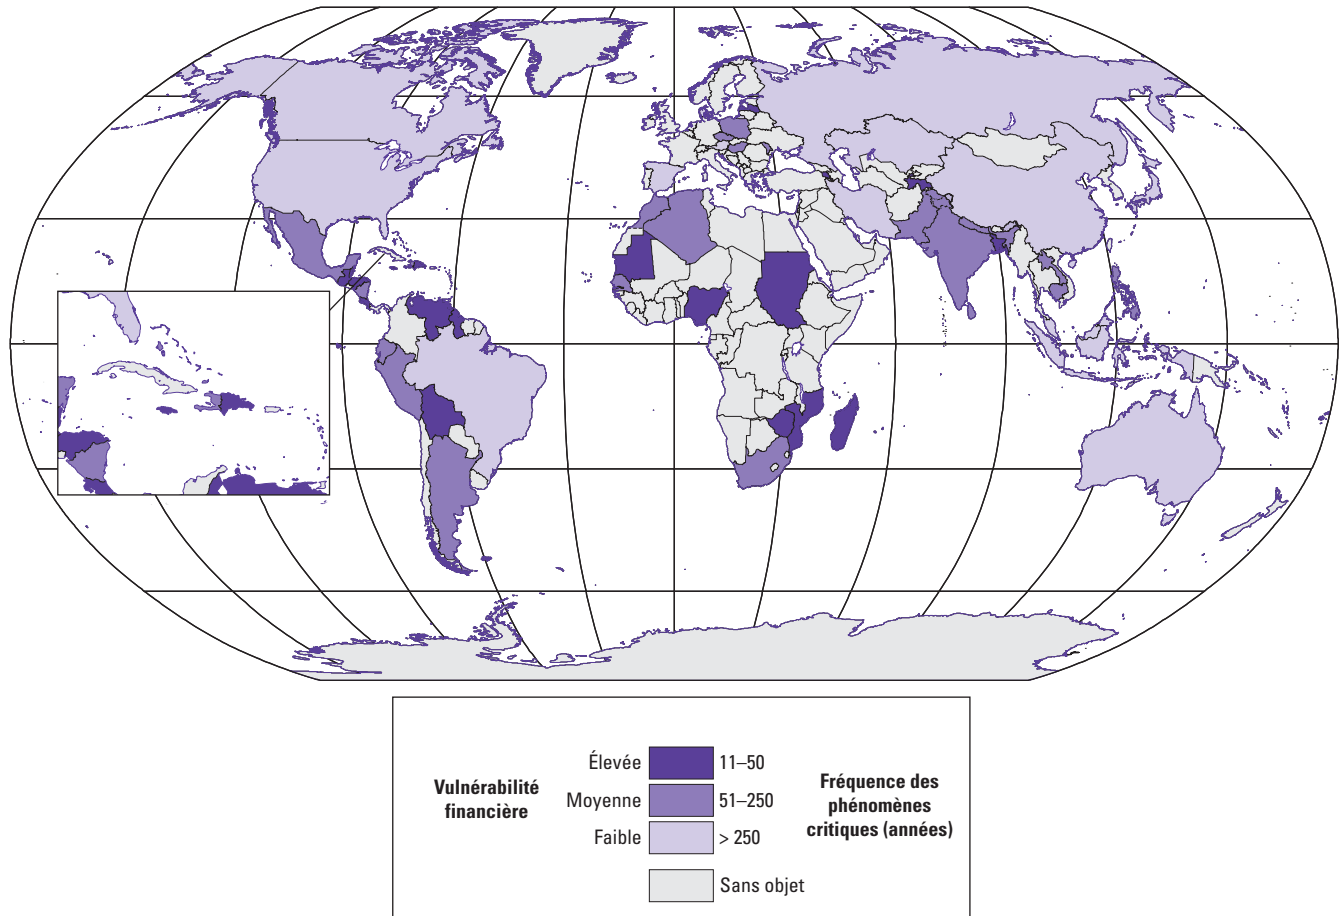 Vulnérabilité
financière
Élevée
Moyenne
Faible
11–50
51–250
> 250
Sans objet
Fréquence des
phénomènes
critiques (années)